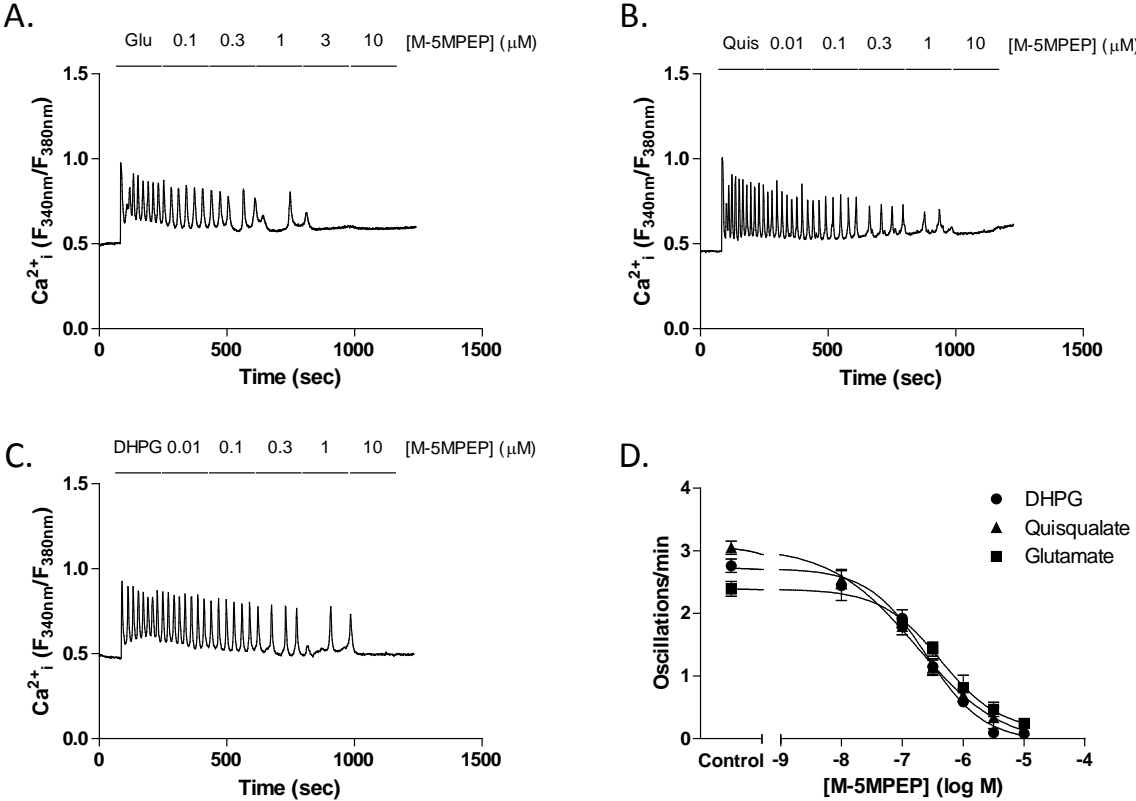 A.
Glu 0.1 0.3 1 3 10 [M-5MPEP] (μM)
1.5
1.0
0.5
0.0
Ca²⁺ᵢ (F340nm/F380nm)
0 500 1000 1500
Time (sec)
B.
Quis 0.01 0.1 0.3 1 10 [M-5MPEP] (μM)
1.5
1.0
0.5
0.0
Ca²⁺ᵢ (F340nm/F380nm)
0 500 1000 1500
Time (sec)
C.
DHPG 0.01 0.1 0.3 1 10 [M-5MPEP] (μM)
1.5
1.0
0.5
0.0
Ca²⁺ᵢ (F340nm/F380nm)
0 500 1000 1500
Time (sec)
D.
4
3
2
1
0
Oscillations/min
DHPG
Quisqualate
Glutamate
Control -9 -8 -7 -6 -5 -4
[M-5MPEP] (log M)